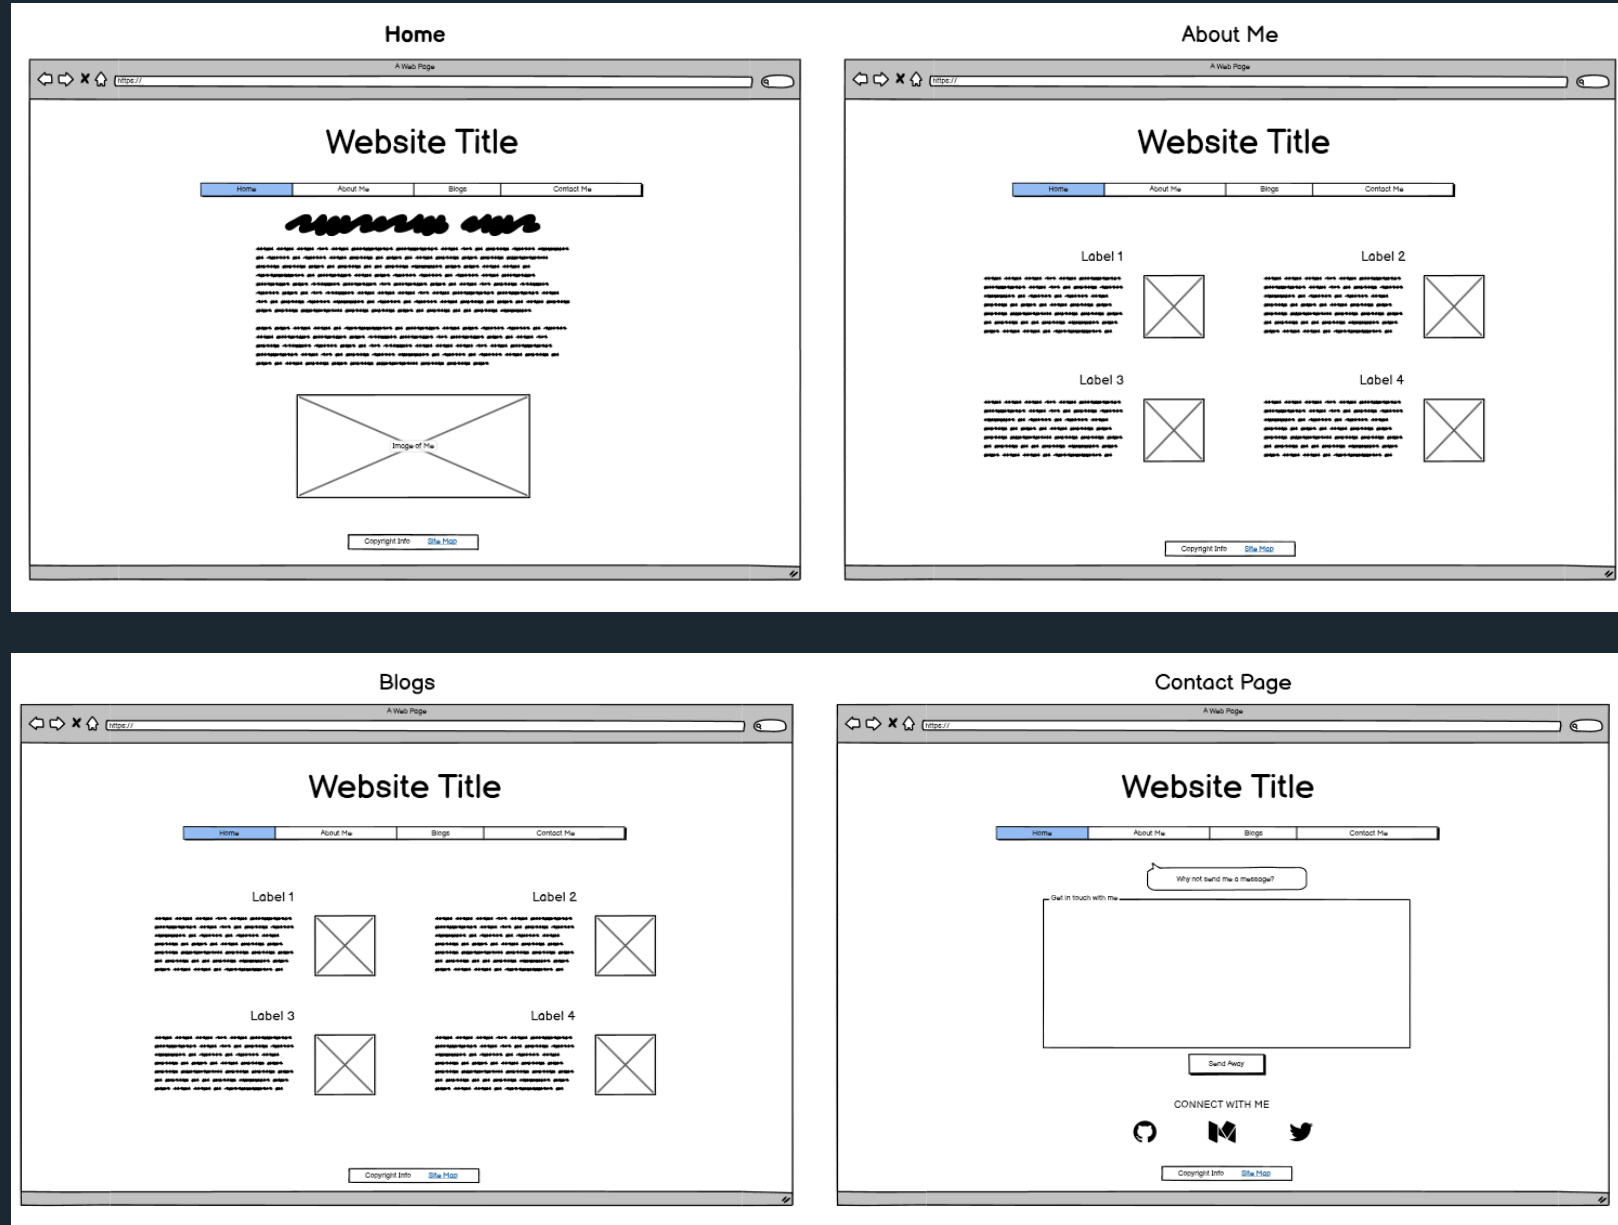 Home
A Web Page
https://
Website Title
Home About Me Blogs Contact Me
Image of Me
Copyright Info Site Map
About Me
A Web Page
https://
Website Title
Home About Me Blogs Contact Me
Label 1 Label 2
Label 3 Label 4
Copyright Info Site Map
Blogs
A Web Page
https://
Website Title
Home About Me Blogs Contact Me
Label 1 Label 2
Label 3 Label 4
Copyright Info Site Map
Contact Page
A Web Page
https://
Website Title
Home About Me Blogs Contact Me
Why not send me a message?
Get in touch with me
Send Away
CONNECT WITH ME
Copyright Info Site Map